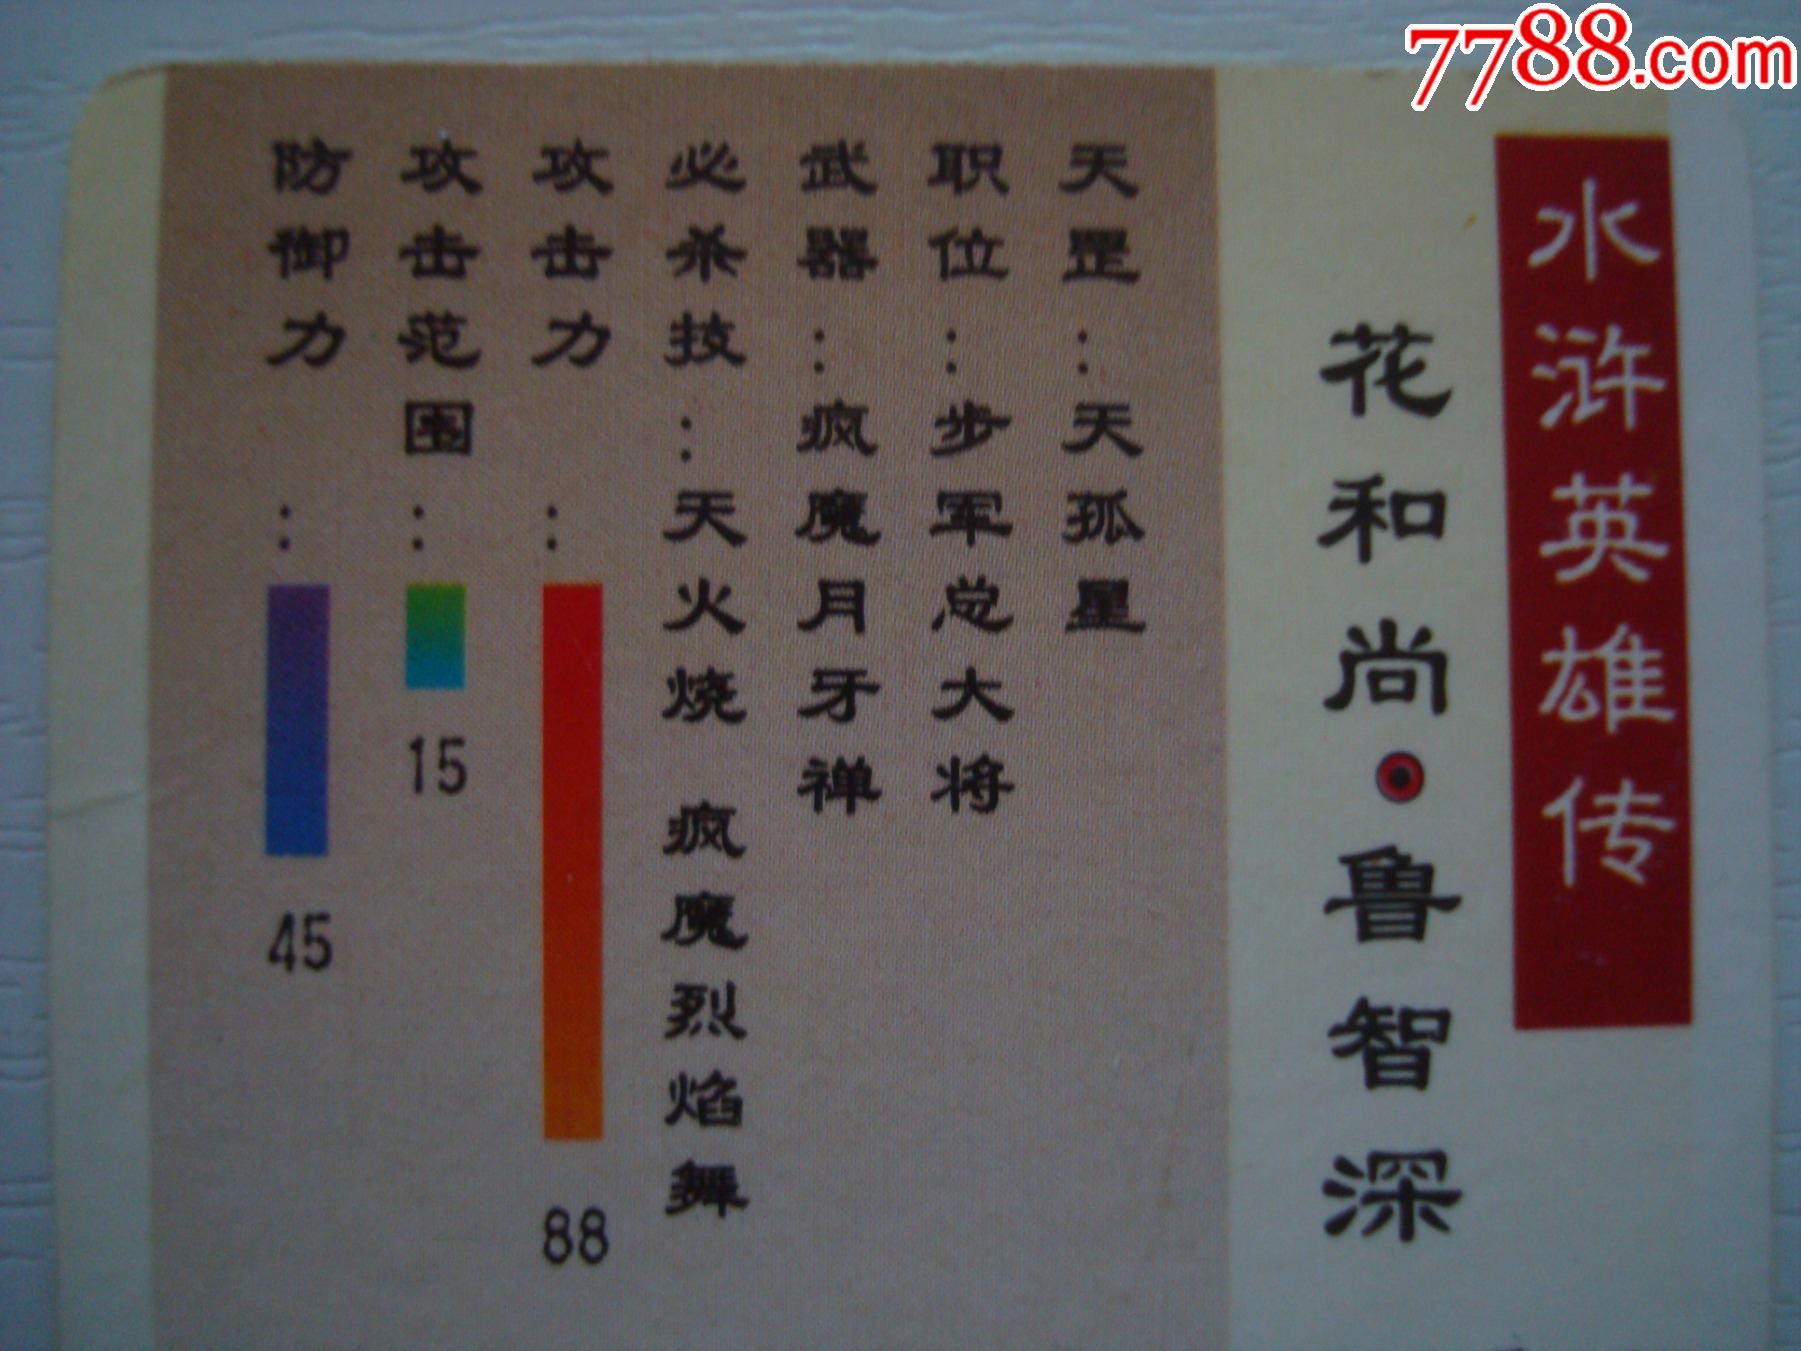 7788.com
水浒英雄传
花和尚·鲁智深
天罡:天孤星
职位:步军总大将
武器:疯魔月牙禅
必杀技:天火烧 疯魔烈焰舞
攻击力:88
攻击范围:15
防御力:45